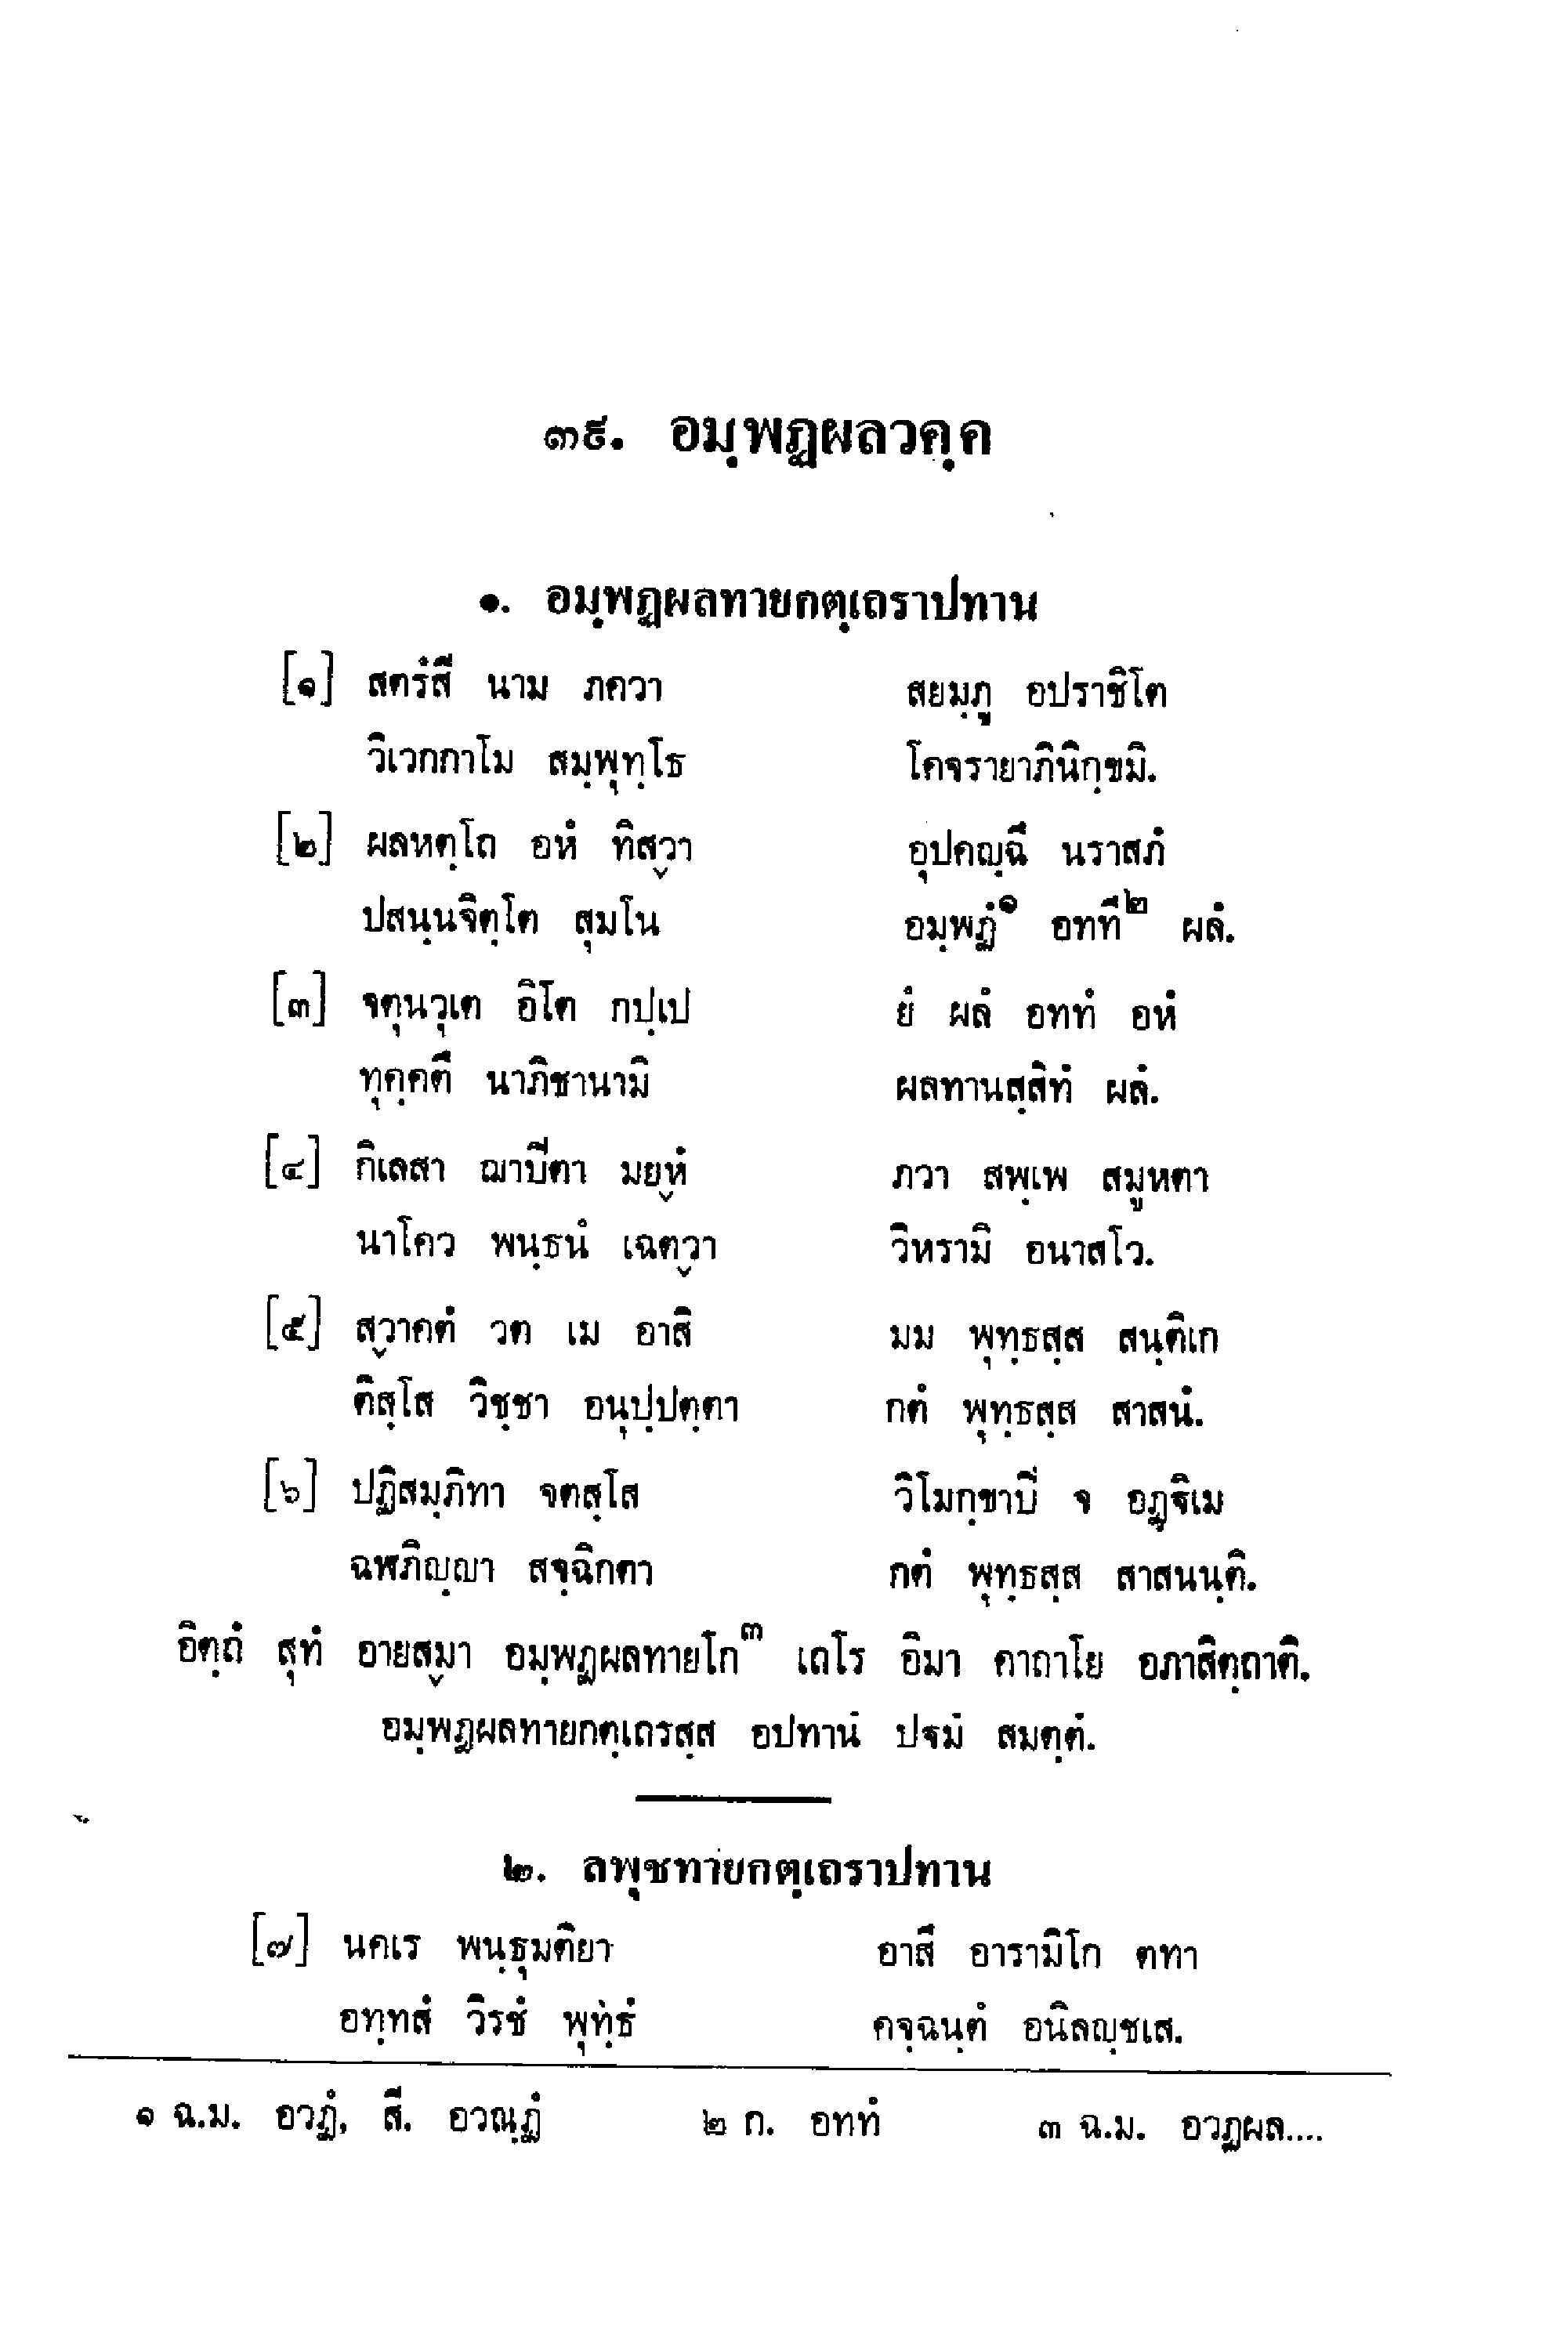 ๓๙. อมฺพฏผลวคฺค
๑. อมฺพฏผลทายกตฺเถราปทาน
[๑] สตรํสี นาม ภควา สยมฺภู อปราชิโต
วิเวกกาโม สมฺพุทฺโธ โคจรายาภินิกฺขมิ.
[๒] ผลหตฺโถ อหํ ทิสฺวา อุปคญฺฉึ นราสภํ
ปสนฺนจิตฺโต สุมโน อมฺพฏํ๑ อททึ๒ ผลํ.
[๓] จตุนวุเต อิโต กปฺเป ยํ ผลํ อททํ อหํ
ทุคฺคตึ นาภิชานามิ ผลทานสฺสิทํ ผลํ.
[๔] กิเลสา ฌาปิตา มยฺหํ ภวา สพฺเพ สมูหตา
นาโคว พนฺธนํ เฉตฺวา วิหรามิ อนาสโว.
[๕] สฺวาคตํ วต เม อาสิ มม พุทฺธสฺส สนฺติเก
ติสฺโส วิชฺชา อนุปฺปตฺตา กตํ พุทฺธสฺส สาสนํ.
[๖] ปฏิสมฺภิทา จตสฺโส วิโมกฺขาปิ จ อฏฺฐิเม
ฉฬภิญฺญา สจฺฉิกตา กตํ พุทฺธสฺส สาสนนฺติ.
อิตฺถํ สุทํ อายสฺมา อมฺพฏผลทายโก๓ เถโร อิมา คาถาโย อภาสิตฺถาติ.
อมฺพฏผลทายกตฺเถรสฺส อปทานํ ปฐมํ สมตฺตํ.
๒. ลพุชทายกตฺเถราปทาน
[๗] นคเร พนฺธุมติยา อาสึ อารามิโก ตทา
อทฺทสํ วิรชํ พุทฺธํ คจฺฉนฺตํ อนิลญฺชเส.
๑ ฉ.ม. อวฏํ, สี. อวณฺฏํ ๒ ก. อททํ ๓ ฉ.ม. อวฏผล....